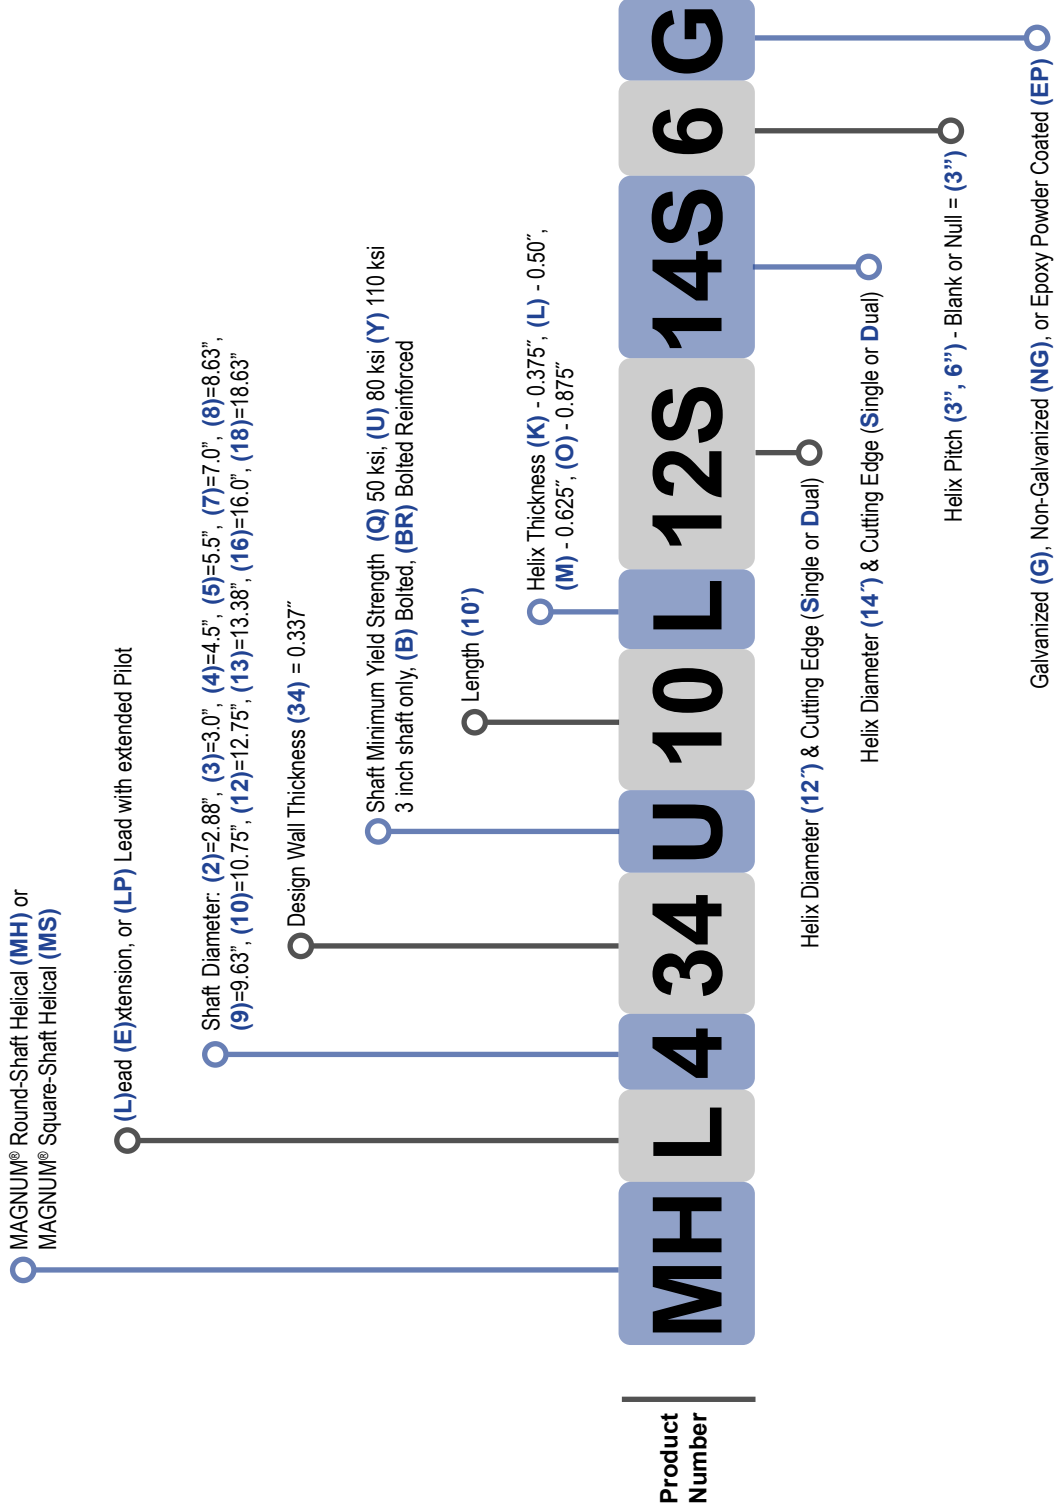 MAGNUM® Round-Shaft Helical (MH) or
MAGNUM® Square-Shaft Helical (MS)
(L)ead (E)xtension, or (LP) Lead with extended Pilot
Shaft Diameter: (2)=2.88”, (3)=3.0”, (4)=4.5”, (5)=5.5”, (7)=7.0”, (8)=8.63”,
(9)=9.63”, (10)=10.75”, (12)=12.75”, (13)=13.38”, (16)=16.0”, (18)=18.63”
Design Wall Thickness (34) = 0.337″
Shaft Minimum Yield Strength (Q) 50 ksi, (U) 80 ksi (Y) 110 ksi
3 inch shaft only, (B) Bolted, (BR) Bolted Reinforced
Length (10’)
Helix Thickness (K) - 0.375″, (L) - 0.50″,
(M) - 0.625″, (O) - 0.875″
Product
Number
MH L 4 34 U 10 L 12S 14S 6 G
Helix Diameter (12″) & Cutting Edge (Single or Dual)
Helix Diameter (14″) & Cutting Edge (Single or Dual)
Helix Pitch (3”, 6”) - Blank or Null = (3”)
Galvanized (G), Non-Galvanized (NG), or Epoxy Powder Coated (EP)